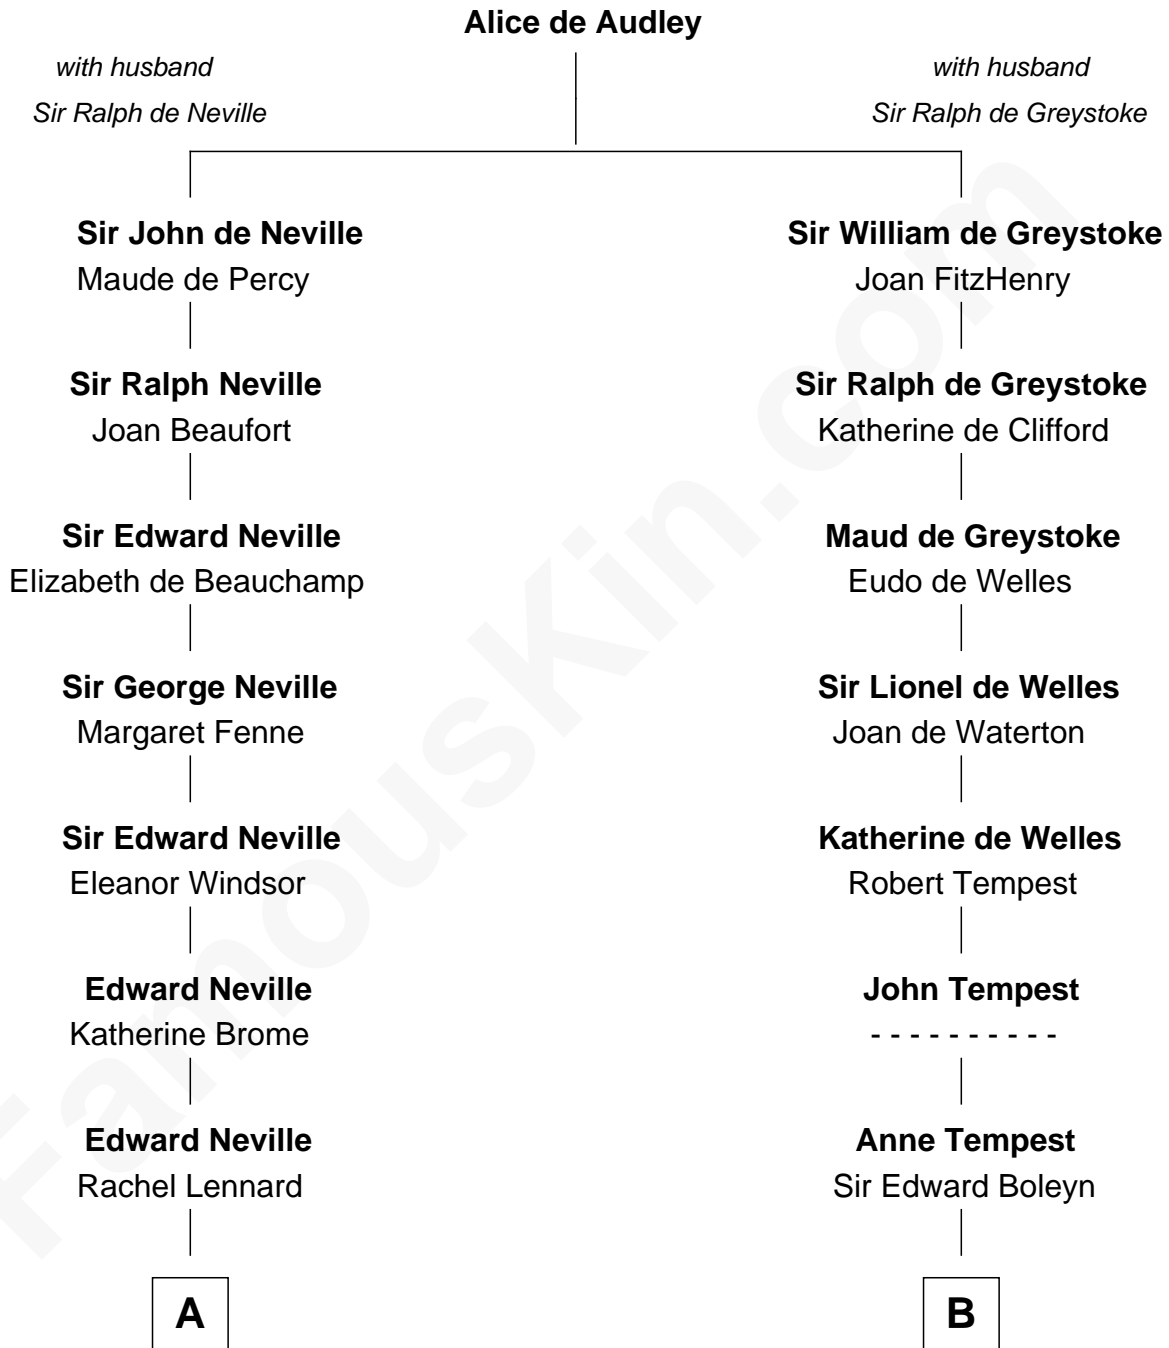 Alice de Audley
with husband
Sir Ralph de Neville
with husband
Sir Ralph de Greystoke
Sir John de Neville
Maude de Percy
Sir William de Greystoke
Joan FitzHenry
Sir Ralph Neville
Joan Beaufort
Sir Ralph de Greystoke
Katherine de Clifford
Sir Edward Neville
Elizabeth de Beauchamp
Maud de Greystoke
Eudo de Welles
Sir George Neville
Margaret Fenne
Sir Lionel de Welles
Joan de Waterton
Sir Edward Neville
Eleanor Windsor
Katherine de Welles
Robert Tempest
Edward Neville
Katherine Brome
John Tempest
- - - - - - - - - -
Edward Neville
Rachel Lennard
Anne Tempest
Sir Edward Boleyn
A
B
FamousKin.com